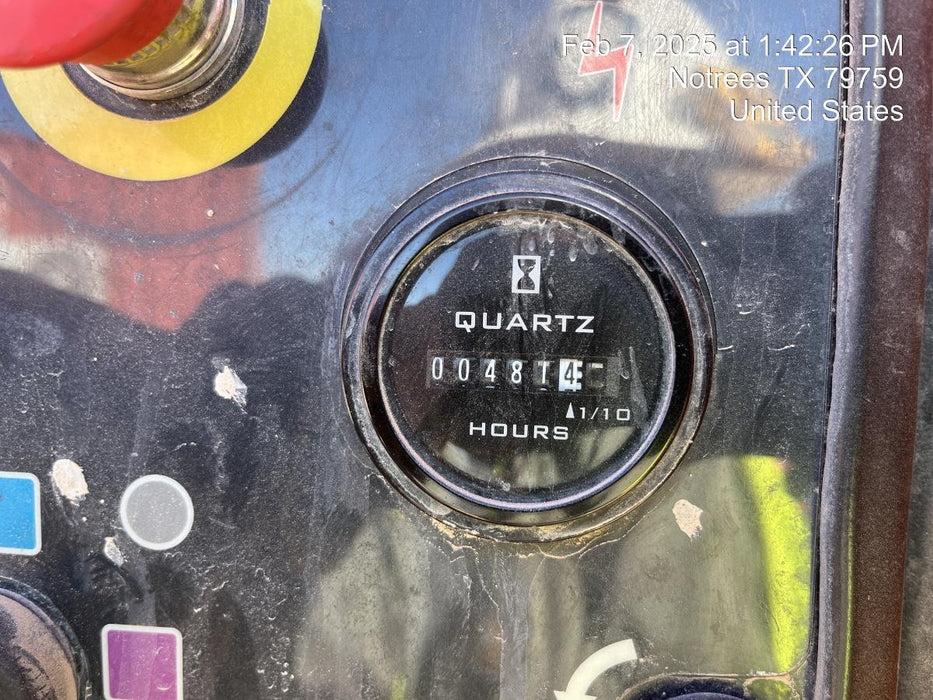 Feb 7, 2025 at 1:42:26 PM
Notrees TX 79759
United States
QUARTZ
004814
1/10
HOURS